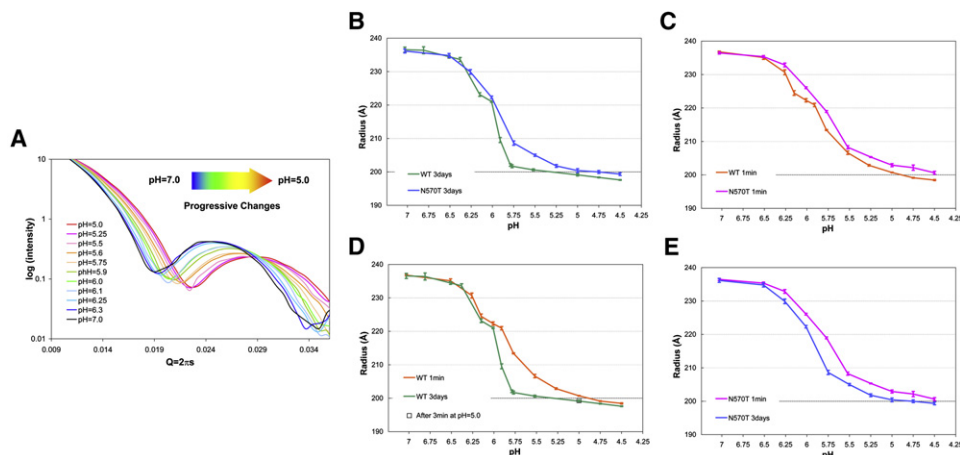 A
10
1
0.1
0.01
log (intensity)
pH=7.0
pH=5.0
Progressive Changes
pH=5.0
pH=5.25
pH=5.5
pH=5.6
pH=5.75
pH=5.9
pH=6.0
pH=6.1
pH=6.25
pH=6.3
pH=7.0
0.009 0.014 0.019 0.024 0.029 0.034
Q=2πs
B
240
230
220
210
200
190
Radius (Å)
WT 3days
N570T 3days
7 6.75 6.5 6.25 6 5.75 5.5 5.25 5 4.75 4.5 4.25
pH
C
240
230
220
210
200
190
Radius (Å)
WT 1min
N570T 1min
7 6.75 6.5 6.25 6 5.75 5.5 5.25 5 4.75 4.5 4.25
pH
D
240
230
220
210
200
190
Radius (Å)
WT 1min
WT 3days
After 3min at pH=5.0
7 6.75 6.5 6.25 6 5.75 5.5 5.25 5 4.75 4.5 4.25
pH
E
240
230
220
210
200
190
Radius (Å)
N570T 1min
N570T 3days
7 6.75 6.5 6.25 6 5.75 5.5 5.25 5 4.75 4.5 4.25
pH